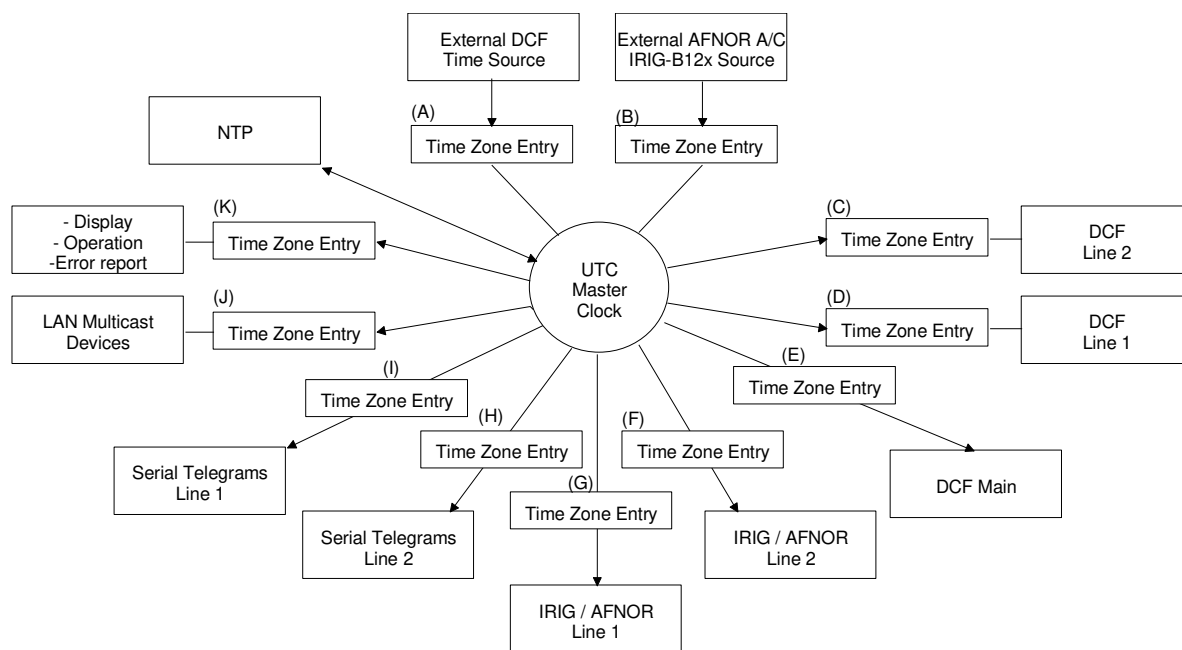 External DCF
Time Source
External AFNOR A/C
IRIG-B12x Source
(A)
Time Zone Entry
(B)
Time Zone Entry
NTP
(K)
Time Zone Entry
- Display
- Operation
-Error report
(C)
Time Zone Entry
DCF
Line 2
UTC
Master
Clock
(J)
Time Zone Entry
LAN Multicast
Devices
(D)
Time Zone Entry
DCF
Line 1
(I)
Time Zone Entry
(E)
Time Zone Entry
(H)
Time Zone Entry
(F)
Time Zone Entry
Serial Telegrams
Line 1
(G)
Time Zone Entry
DCF Main
Serial Telegrams
Line 2
IRIG / AFNOR
Line 2
IRIG / AFNOR
Line 1